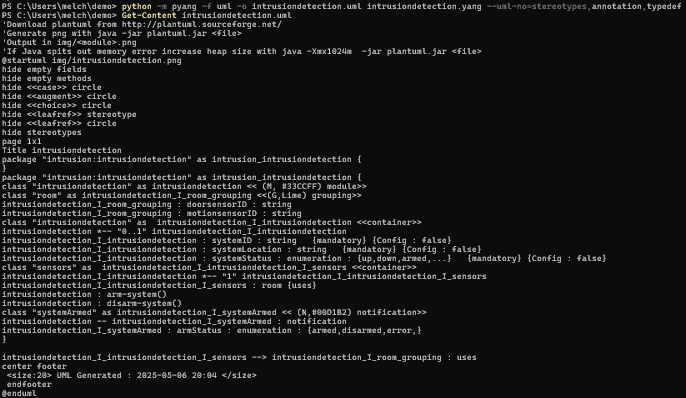 PS C:\Users\melch\demo> python -m pyang -f uml -o intrusiondetection.uml intrusiondetection.yang --uml-no=stereotypes,annotation,typedef
PS C:\Users\melch\demo> Get-Content intrusiondetection.uml
'Download plantuml from http://plantuml.sourceforge.net/
'Generate png with java -jar plantuml.jar <file>
'Output in img/<module>.png
'If Java spits out memory error increase heap size with java -Xmx1024m  -jar plantuml.jar <file>
@startuml img/intrusiondetection.png
hide empty fields
hide empty methods
hide <<case>> circle
hide <<augment>> circle
hide <<choice>> circle
hide <<leafref>> stereotype
hide <<leafref>> circle
hide stereotypes
page 1x1
Title intrusiondetection
package "intrusion:intrusiondetection" as intrusion_intrusiondetection {
}
package "intrusion:intrusiondetection" as intrusion_intrusiondetection {
class "intrusiondetection" as intrusiondetection << (M, #33CCFF) module>>
class "room" as intrusiondetection_I_room_grouping <<(G,Lime) grouping>>
intrusiondetection_I_room_grouping : doorsensorID : string
intrusiondetection_I_room_grouping : motionsensorID : string
class "intrusiondetection" as  intrusiondetection_I_intrusiondetection <<container>>
intrusiondetection *-- "0..1" intrusiondetection_I_intrusiondetection
intrusiondetection_I_intrusiondetection : systemID : string   {mandatory} {Config : false}
intrusiondetection_I_intrusiondetection : systemLocation : string   {mandatory} {Config : false}
intrusiondetection_I_intrusiondetection : systemStatus : enumeration : {up,down,armed,...}   {mandatory} {Config : false}
class "sensors" as  intrusiondetection_I_intrusiondetection_I_sensors <<container>>
intrusiondetection_I_intrusiondetection *-- "1" intrusiondetection_I_intrusiondetection_I_sensors
intrusiondetection_I_intrusiondetection_I_sensors : room {uses}
intrusiondetection : arm-system()
intrusiondetection : disarm-system()
class "systemArmed" as intrusiondetection_I_systemArmed << (N,#00D1B2) notification>>
intrusiondetection -- intrusiondetection_I_systemArmed : notification
intrusiondetection_I_systemArmed : armStatus : enumeration : {armed,disarmed,error,}
}
intrusiondetection_I_intrusiondetection_I_sensors --> intrusiondetection_I_room_grouping : uses
center footer
<size:20> UML Generated : 2025-05-06 20:04 </size>
endfooter
@enduml